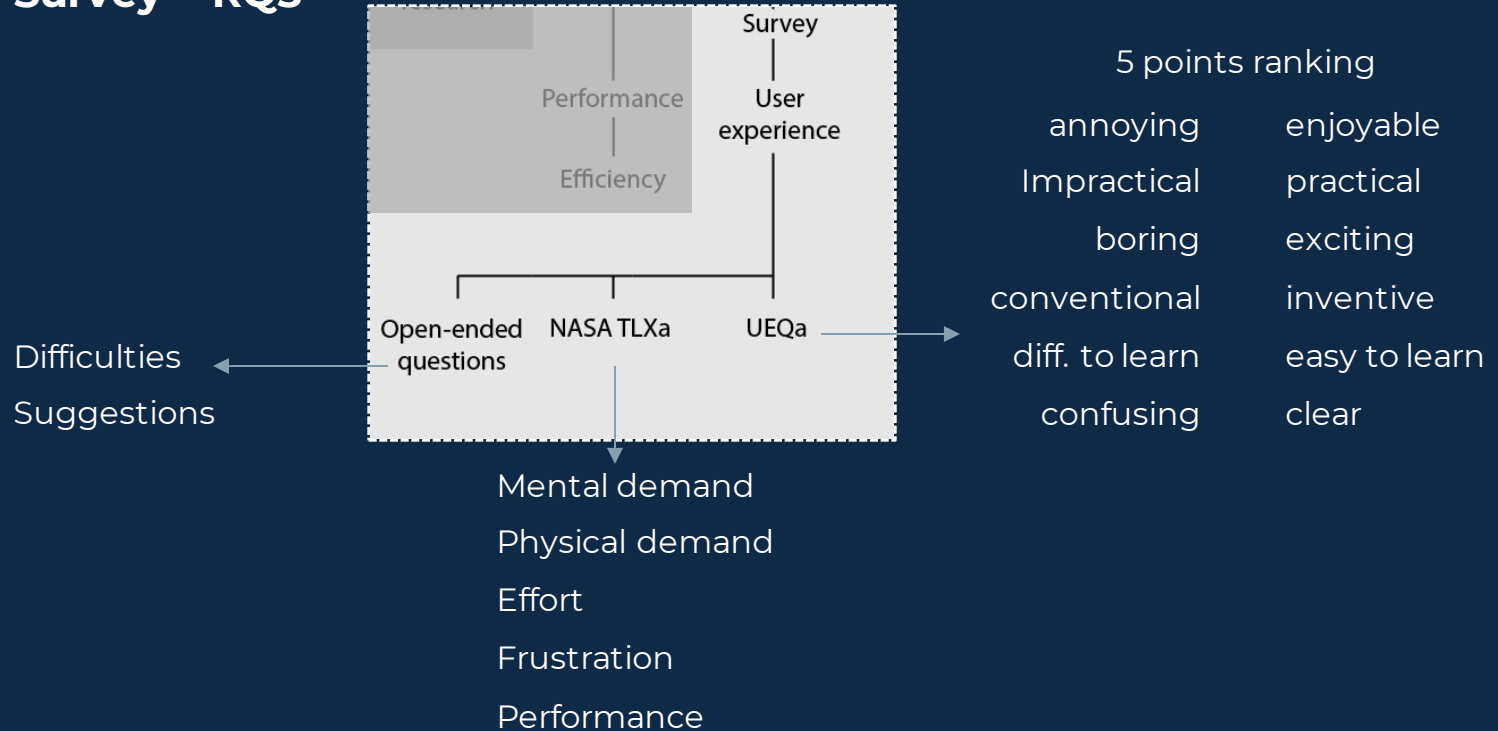 Survey – RQ3
Survey
Performance
User
experience
Efficiency
Open-ended
questions
NASA TLXa
UEQa
Difficulties
Suggestions
Mental demand
Physical demand
Effort
Frustration
Performance
5 points ranking
annoying enjoyable
Impractical practical
boring exciting
conventional inventive
diff. to learn easy to learn
confusing clear